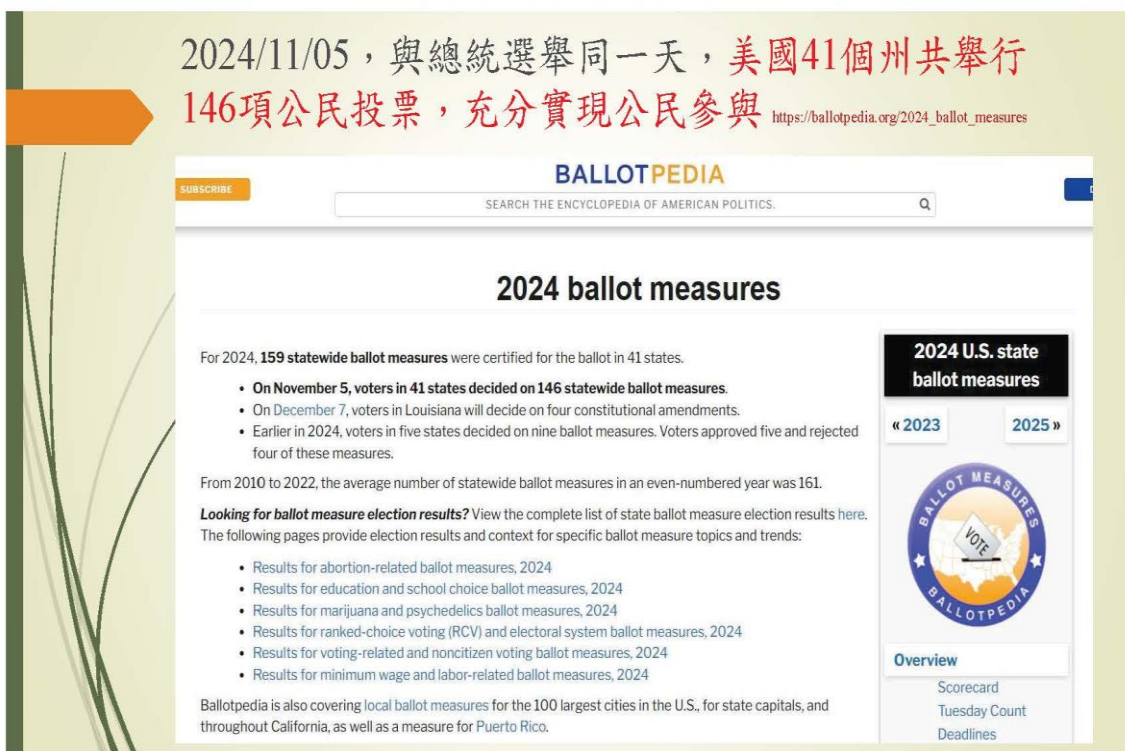 2024/11/05，與總統選舉同一天，美國41個州共舉行
146項公民投票，充分實現公民參與 https://ballotpedia.org/2024_ballot_measures
SUBSCRIBE
BALLOTPEDIA
SEARCH THE ENCYCLOPEDIA OF AMERICAN POLITICS.
2024 ballot measures
For 2024, 159 statewide ballot measures were certified for the ballot in 41 states.
• On November 5, voters in 41 states decided on 146 statewide ballot measures.
• On December 7, voters in Louisiana will decide on four constitutional amendments.
• Earlier in 2024, voters in five states decided on nine ballot measures. Voters approved five and rejected
four of these measures.
From 2010 to 2022, the average number of statewide ballot measures in an even-numbered year was 161.
Looking for ballot measure election results? View the complete list of state ballot measure election results here.
The following pages provide election results and context for specific ballot measure topics and trends:
• Results for abortion-related ballot measures, 2024
• Results for education and school choice ballot measures, 2024
• Results for marijuana and psychedelics ballot measures, 2024
• Results for ranked-choice voting (RCV) and electoral system ballot measures, 2024
• Results for voting-related and noncitizen voting ballot measures, 2024
• Results for minimum wage and labor-related ballot measures, 2024
Ballotpedia is also covering local ballot measures for the 100 largest cities in the U.S., for state capitals, and
throughout California, as well as a measure for Puerto Rico.
2024 U.S. state
ballot measures
« 2023
2025 »
BALLOT MEASURES
VOTE
BALLOTPEDIA
Overview
Scorecard
Tuesday Count
Deadlines